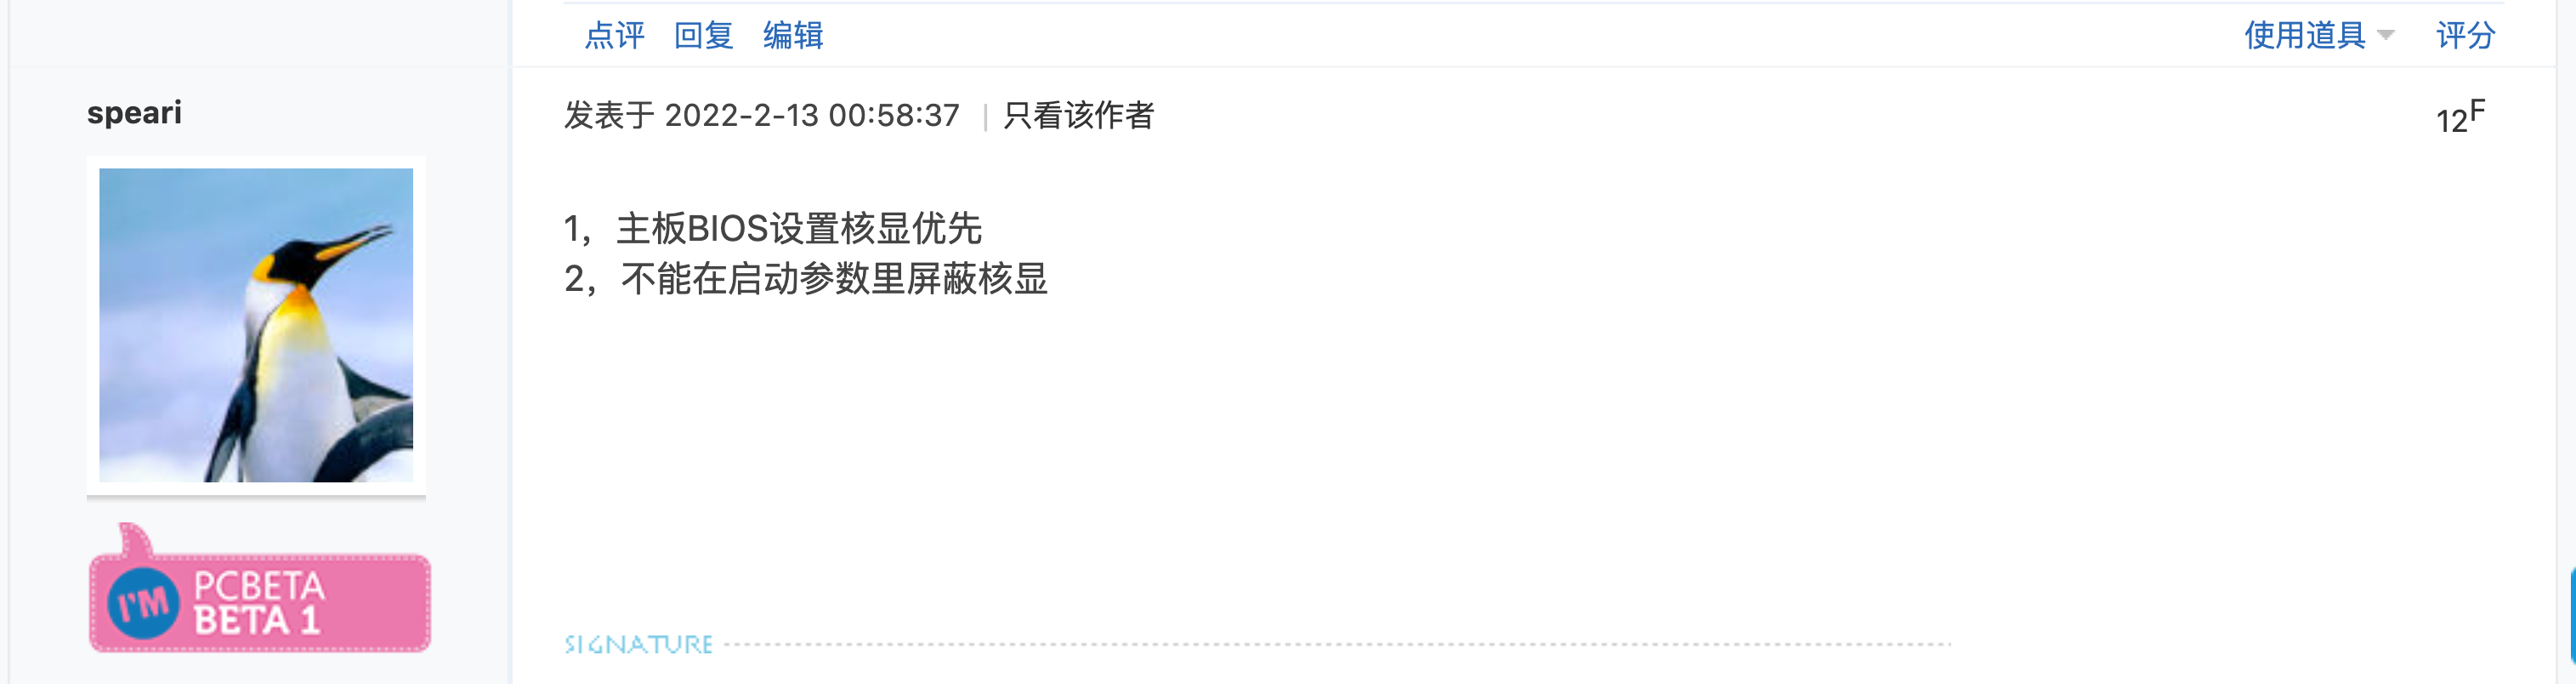 点评 回复 编辑 使用道具 评分
speari
发表于 2022-2-13 00:58:37 | 只看该作者 12F
1，主板BIOS设置核显优先
2，不能在启动参数里屏蔽核显
I'M PCBETA
BETA 1
SIGNATURE